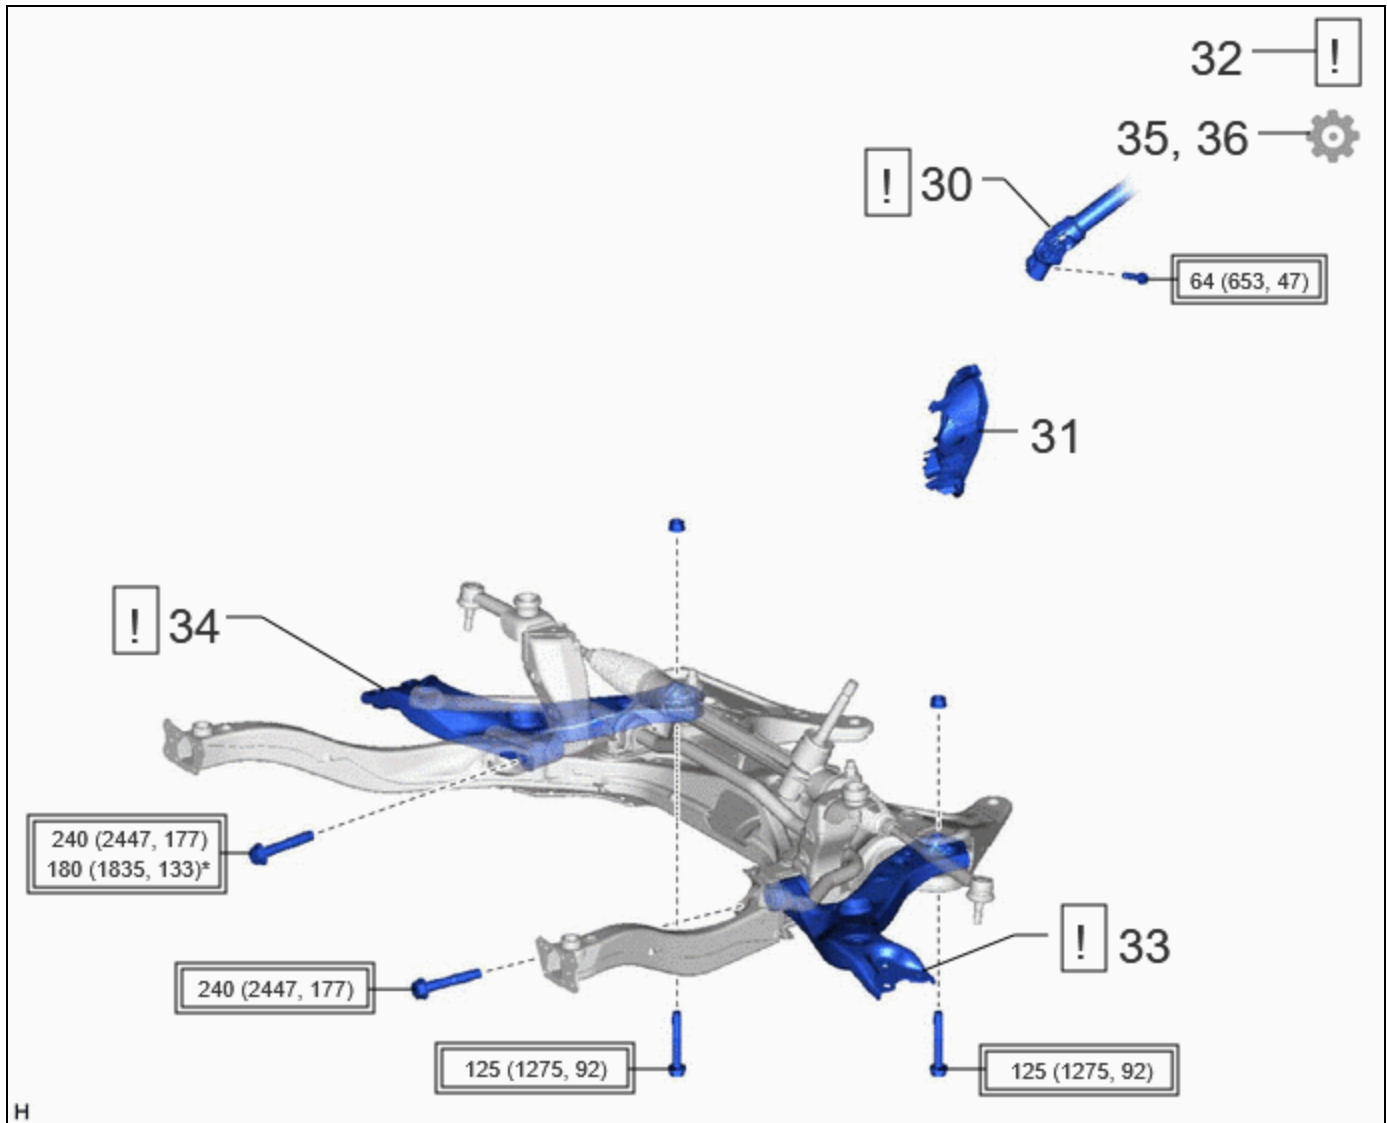 32 !
35, 36
! 30
64 (653, 47)
31
! 34
240 (2447, 177)
180 (1835, 133)*
! 33
240 (2447, 177)
125 (1275, 92)
125 (1275, 92)
H